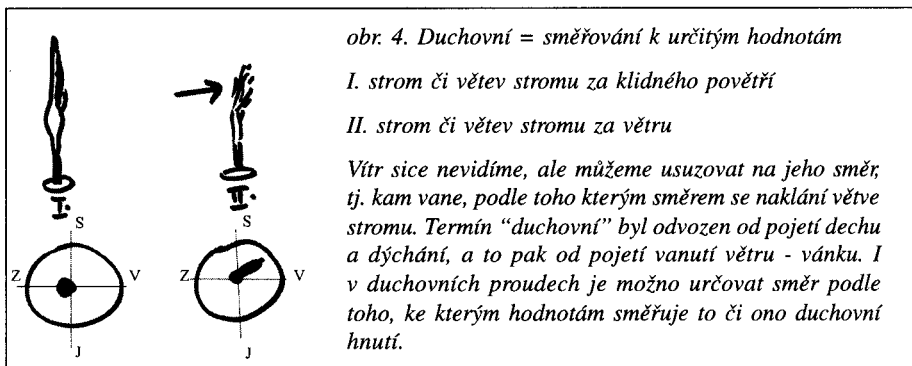 obr. 4. Duchovní = směřování k určitým hodnotám
I. strom či větev stromu za klidného povětří
II. strom či větev stromu za větru
Vítr sice nevidíme, ale můžeme usuzovat na jeho směr,
tj. kam vane, podle toho kterým směrem se naklání větve
stromu. Termín “duchovní” byl odvozen od pojetí dechu
a dýchání, a to pak od pojetí vanutí větru - vánku. I
v duchovních proudech je možno určovat směr podle
toho, ke kterým hodnotám směřuje to či ono duchovní
hnutí.
I. II.
S S
Z V Z V
J J